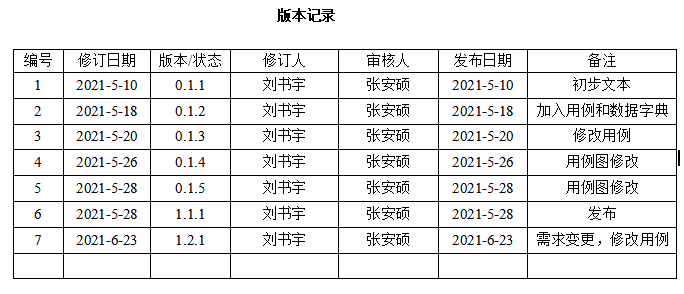 版本记录
编号 修订日期 版本/状态 修订人 审核人 发布日期 备注
1 2021-5-10 0.1.1 刘书宇 张安硕 2021-5-10 初步文本
2 2021-5-18 0.1.2 刘书宇 张安硕 2021-5-18 加入用例和数据字典
3 2021-5-20 0.1.3 刘书宇 张安硕 2021-5-20 修改用例
4 2021-5-26 0.1.4 刘书宇 张安硕 2021-5-26 用例图修改
5 2021-5-28 0.1.5 刘书宇 张安硕 2021-5-28 用例图修改
6 2021-5-28 1.1.1 刘书宇 张安硕 2021-5-28 发布
7 2021-6-23 1.2.1 刘书宇 张安硕 2021-6-23 需求变更，修改用例